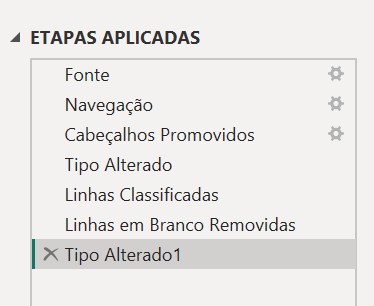 ETAPAS APLICADAS
Fonte
Navegação
Cabeçalhos Promovidos
Tipo Alterado
Linhas Classificadas
Linhas em Branco Removidas
Tipo Alterado1